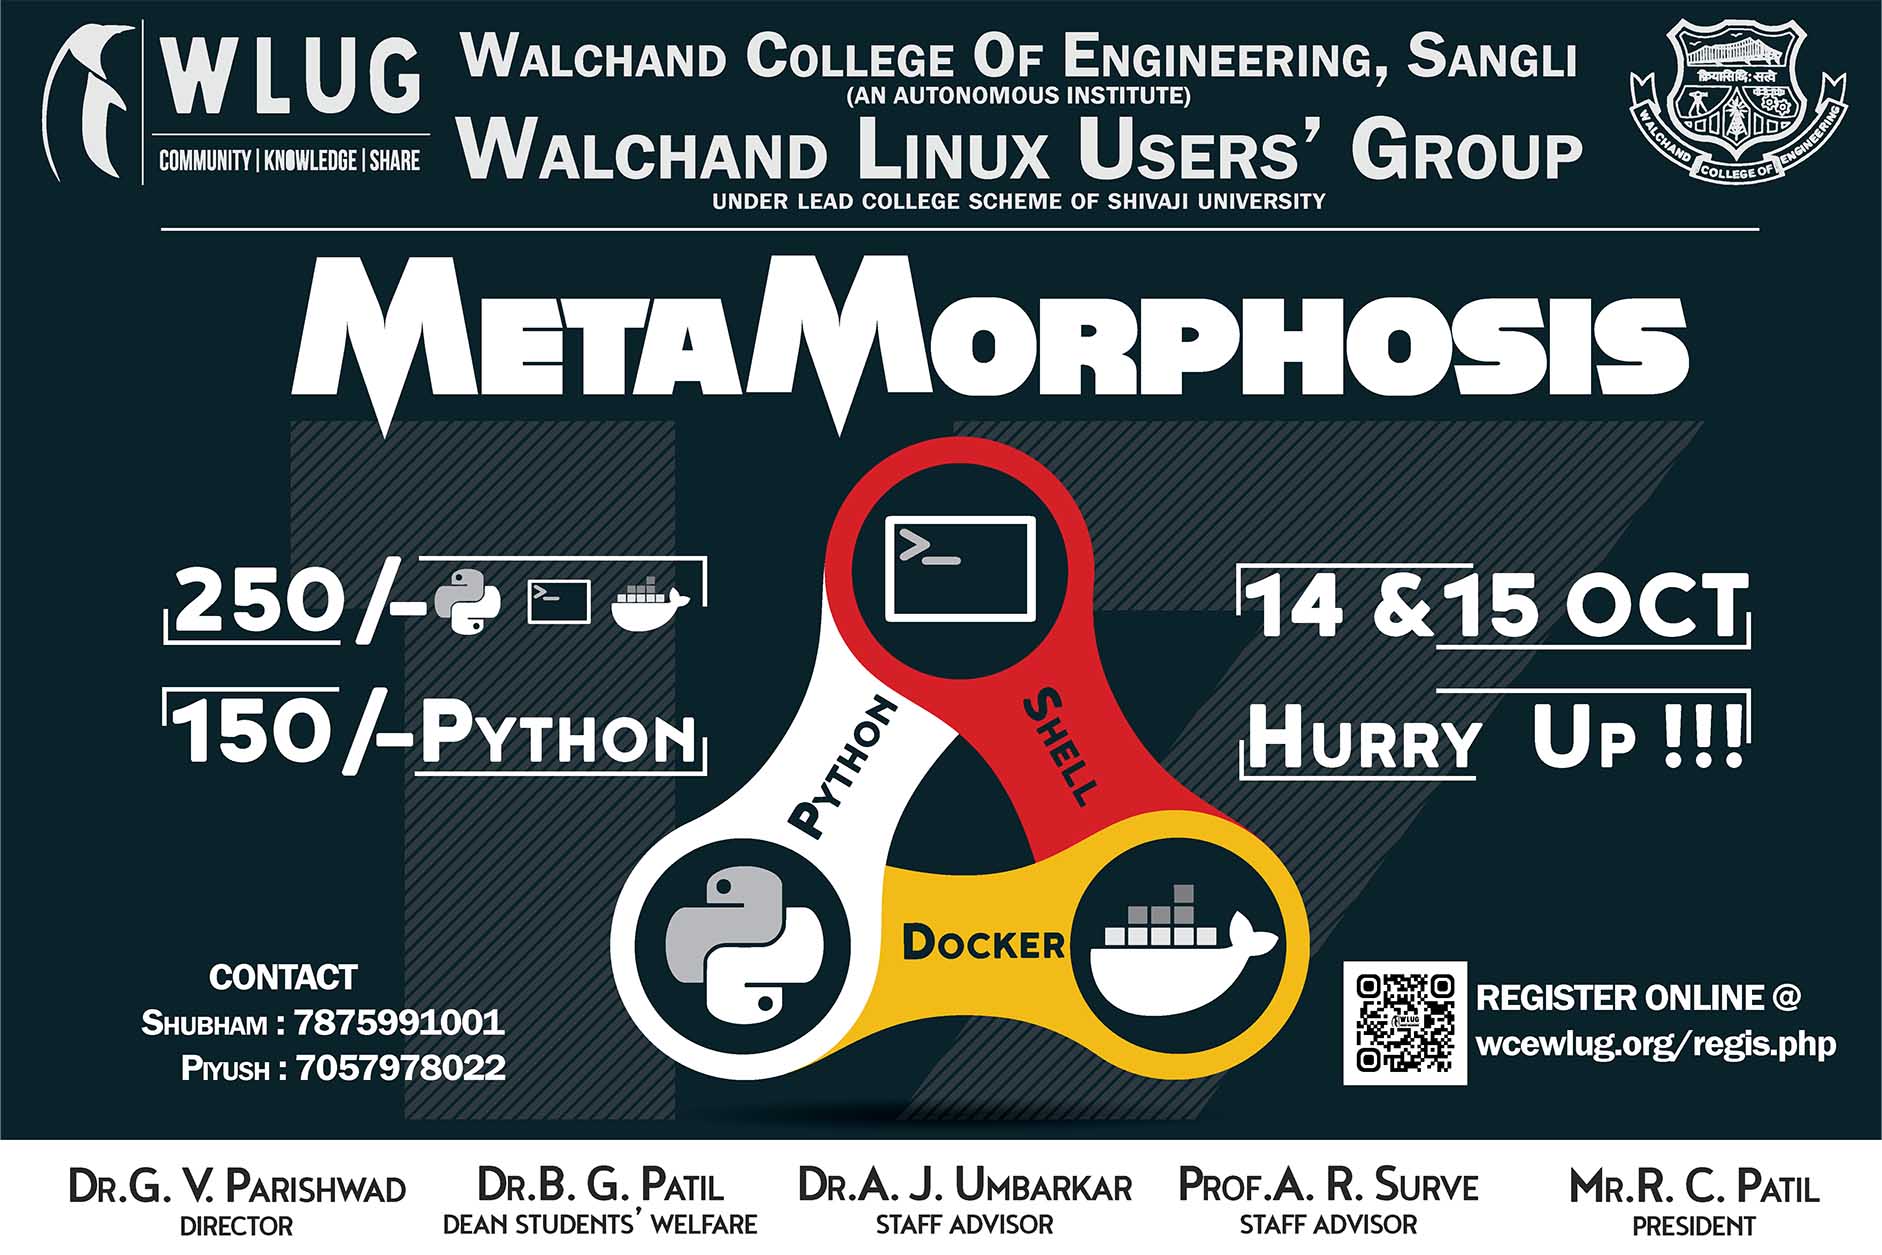 WLUG
COMMUNITY | KNOWLEDGE | SHARE
WALCHAND COLLEGE OF ENGINEERING, SANGLI
(AN AUTONOMOUS INSTITUTE)
WALCHAND LINUX USERS' GROUP
UNDER LEAD COLLEGE SCHEME OF SHIVAJI UNIVERSITY
क्रियासिद्धि: सत्त्वे
WALCHAND COLLEGE OF ENGINEERING
METAMORPHOSIS
17
250/-
150/-PYTHON
14 & 15 OCT
HURRY UP !!!
>_
PYTHON
SHELL
DOCKER
CONTACT
SHUBHAM : 7875991001
PIYUSH : 7057978022
WLUG
REGISTER ONLINE @
wcewlug.org/regis.php
DR.G. V. PARISHWAD
DIRECTOR
DR.B. G. PATIL
DEAN STUDENTS' WELFARE
DR.A. J. UMBARKAR
STAFF ADVISOR
PROF.A. R. SURVE
STAFF ADVISOR
MR.R. C. PATIL
PRESIDENT